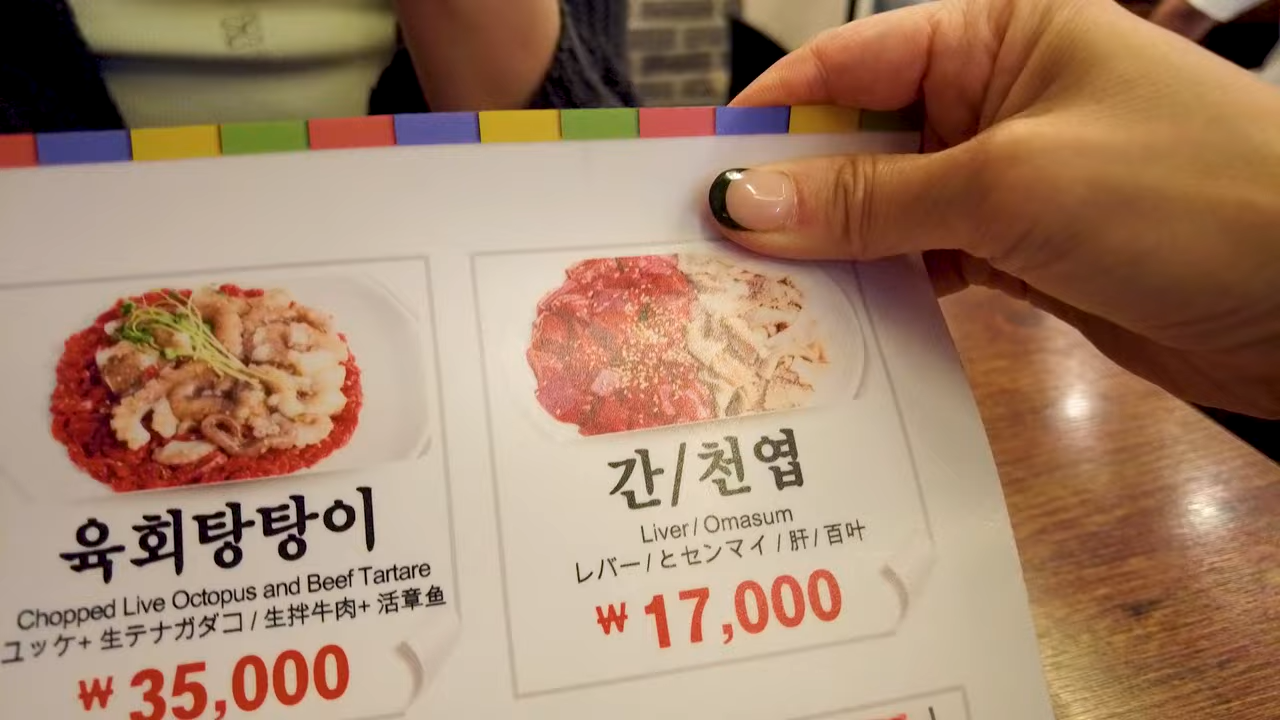 육회탕탕이
Chopped Live Octopus and Beef Tartare
ユッケ+ 生テナガダコ / 生拌牛肉+ 活章鱼
₩ 35,000
간/천엽
Liver / Omasum
レバー / とセンマイ / 肝 / 百叶
₩ 17,000